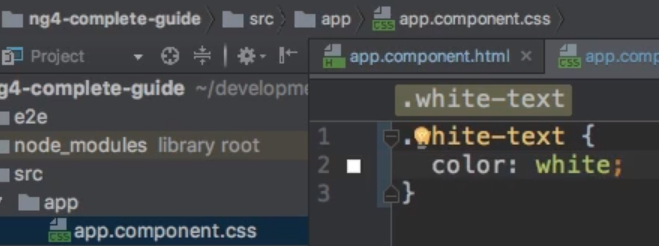 ng4-complete-guide src app app.component.css
Project
app.component.html
app.comp
g4-complete-guide ~/developme
.white-text
e2e
node_modules library root
src
app
app.component.css
1 .white-text {
2 color: white;
3 }